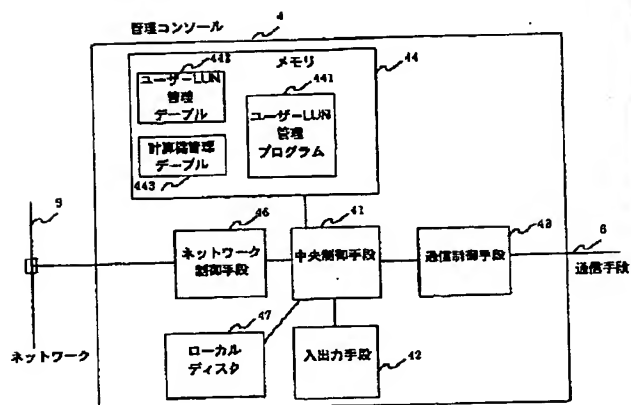 4
管理コンソール
442
メモリ
441
44
ユーザーLUN
管理
テーブル
ユーザーLUN
管理
プログラム
計算機管理
テーブル
443
5
46
41
43
6
ネットワーク
制御手段
中央制御手段
通信制御手段
通信手段
47
42
ネットワーク
ローカル
ディスク
入出力手段